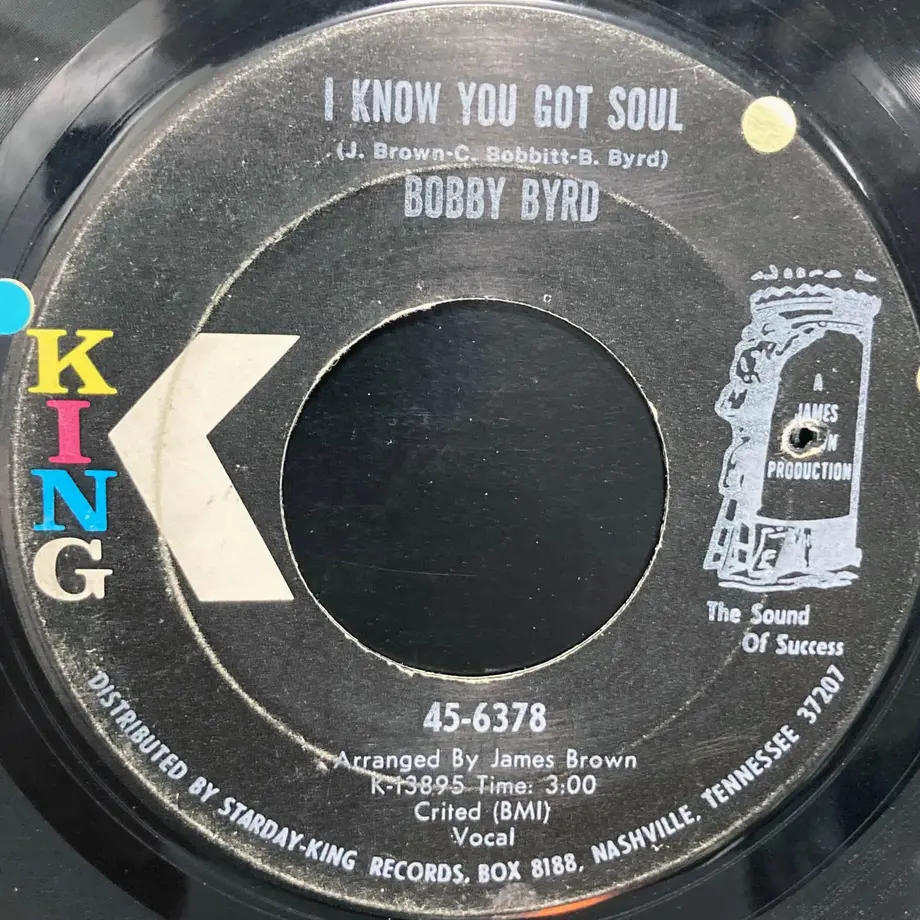 I KNOW YOU GOT SOUL
(J. Brown-C. Bobbitt-B. Byrd)
BOBBY BYRD
KING
A
JAMES
PRODUCTION
The Sound
Of Success
45-6378
Arranged By James Brown
K-13895 Time: 3:00
Crited (BMI)
Vocal
DISTRIBUTED BY STARDAY-KING RECORDS, BOX 8188, NASHVILLE, TENNESSEE 37207